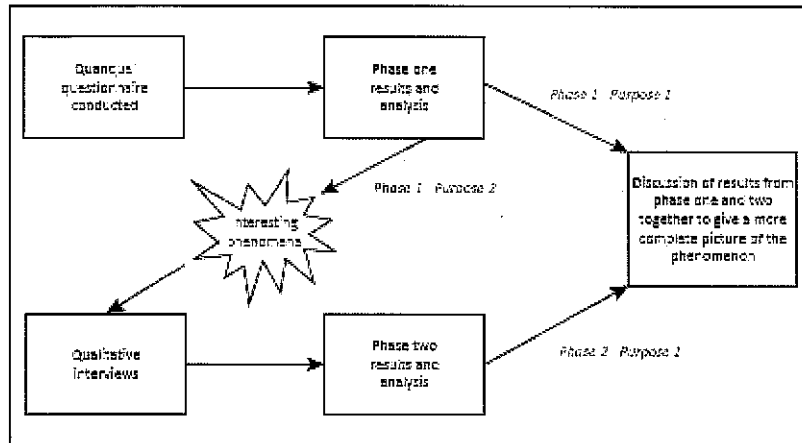 Quanqual
questionnaire
conducted
Phase one
results and
analysis
Phase 1 Purpose 1
Phase 1 Purpose 2
Interesting
phenomena
Discussion of results from
phase one and two
together to give a more
complete picture of the
phenomenon
Qualitative
interviews
Phase two
results and
analysis
Phase 2 Purpose 1